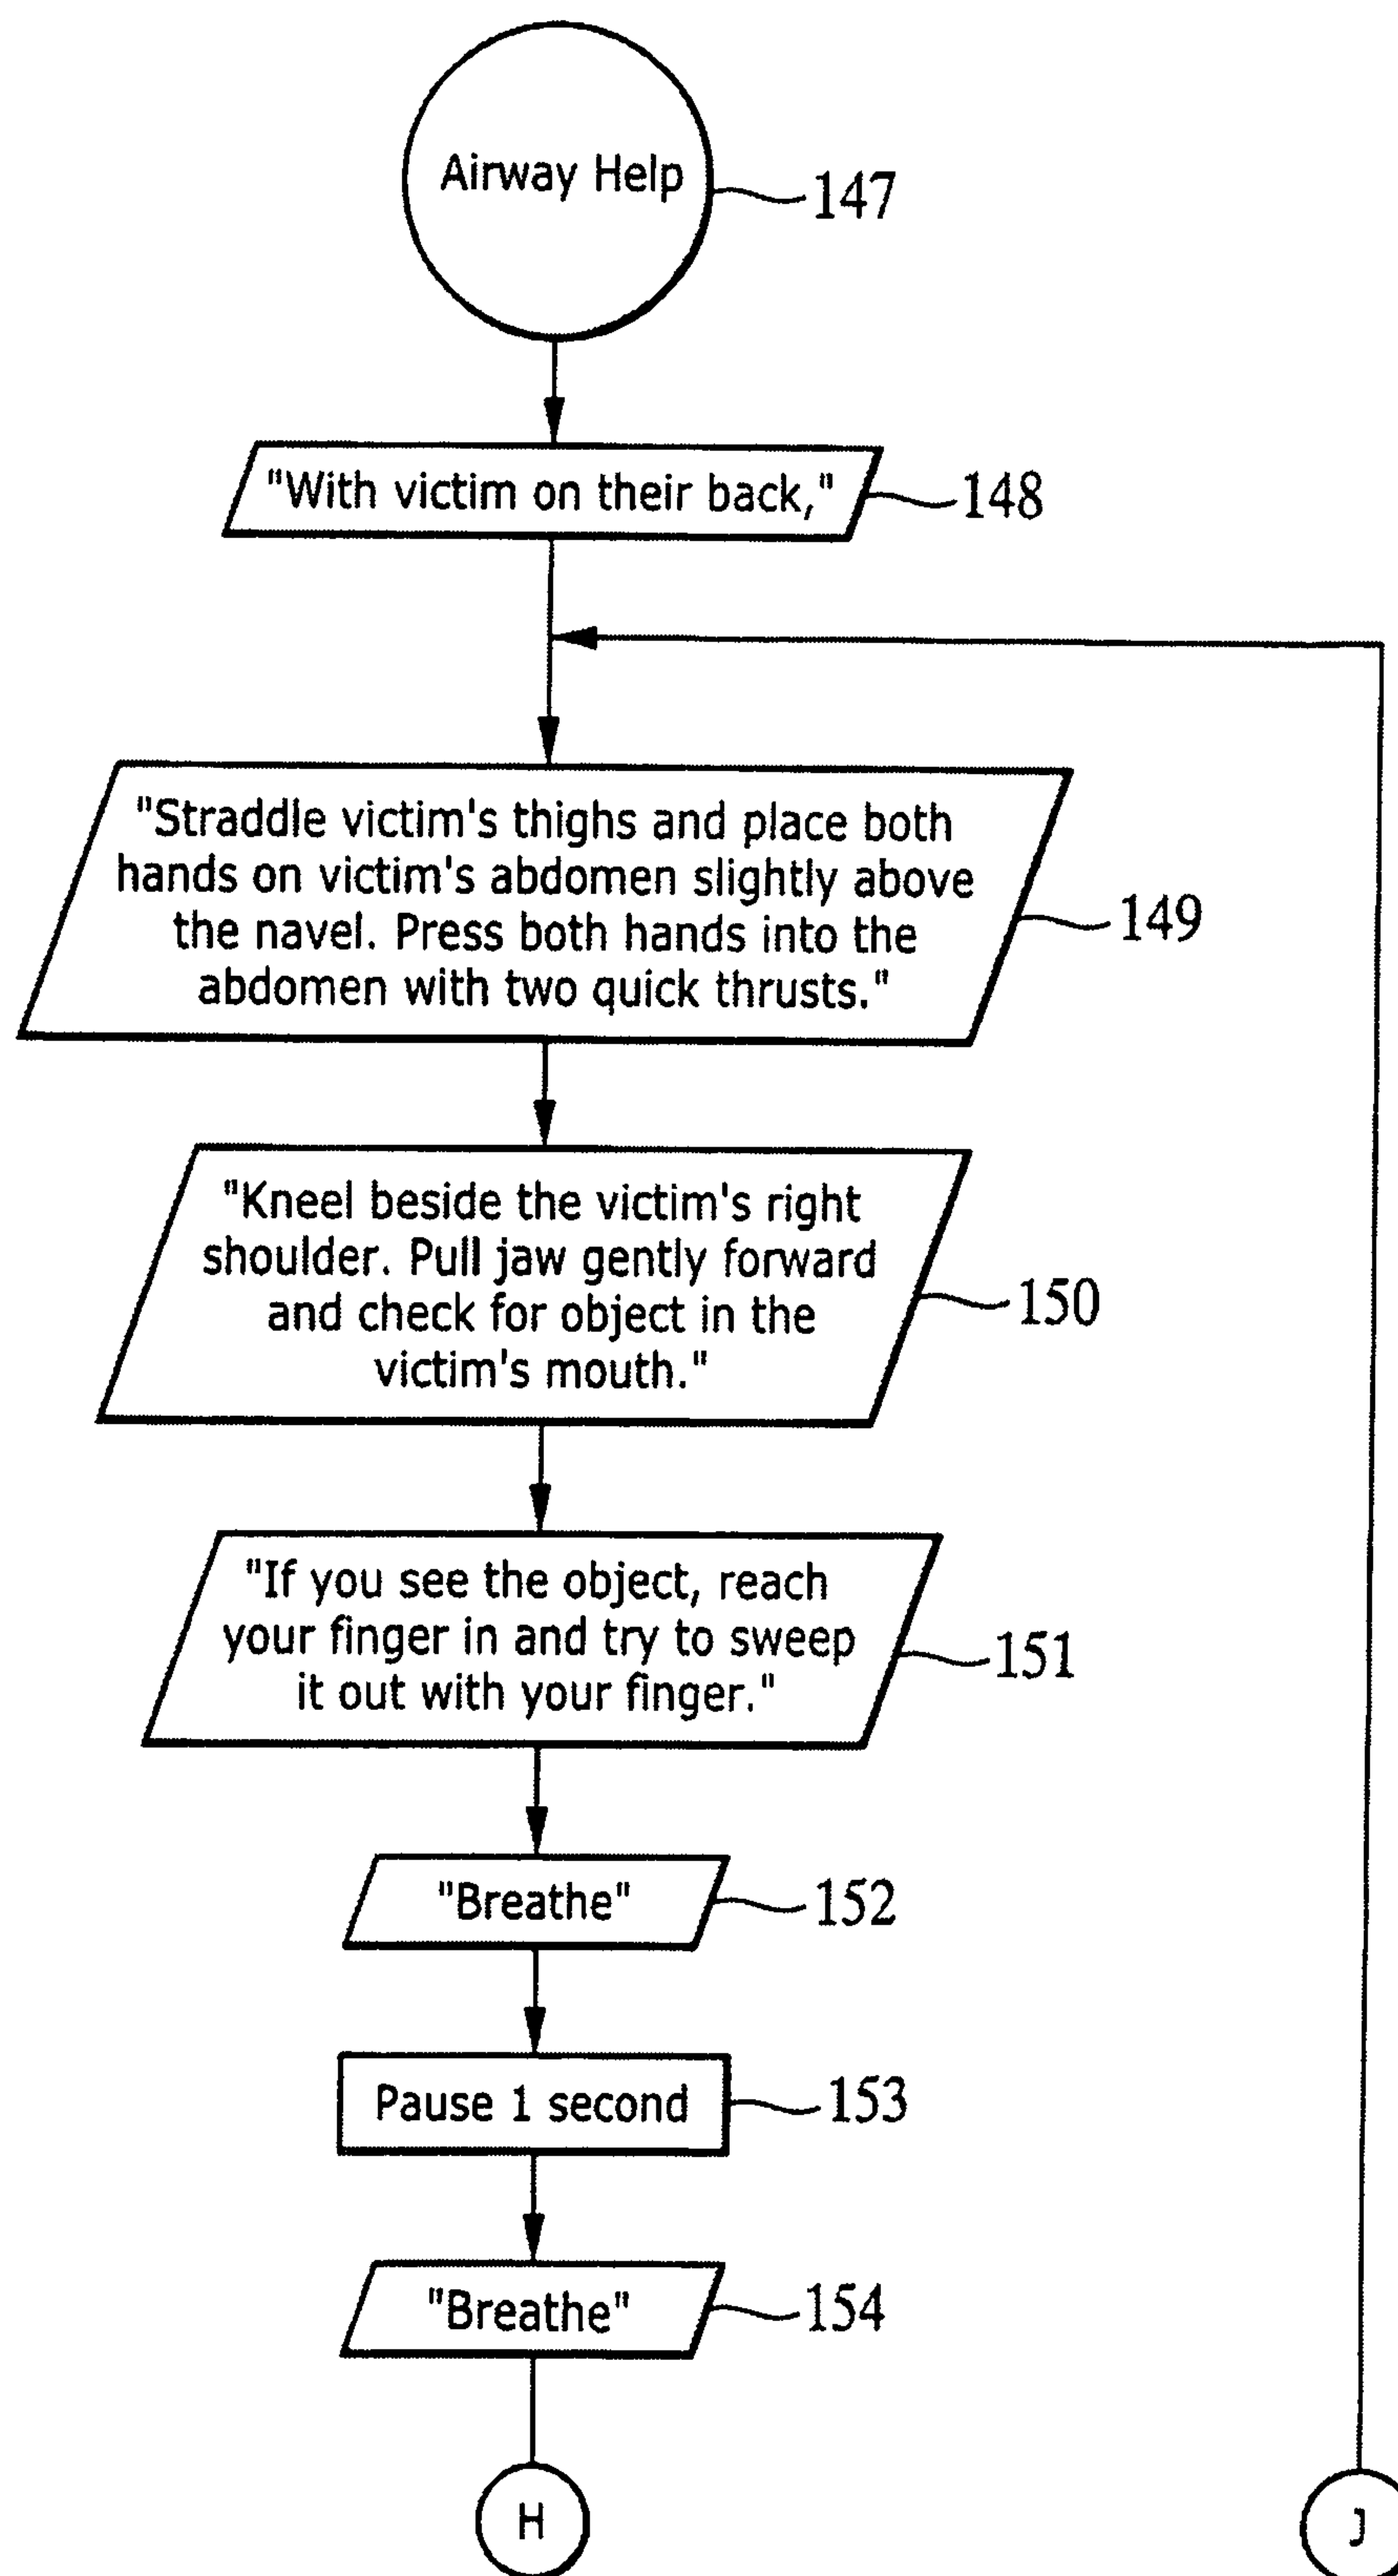 Airway Help
147
"With victim on their back,"
148
"Straddle victim's thighs and place both
hands on victim's abdomen slightly above
the navel. Press both hands into the
abdomen with two quick thrusts."
149
"Kneel beside the victim's right
shoulder. Pull jaw gently forward
and check for object in the
victim's mouth."
150
"If you see the object, reach
your finger in and try to sweep
it out with your finger."
151
"Breathe"
152
Pause 1 second
153
"Breathe"
154
H
J